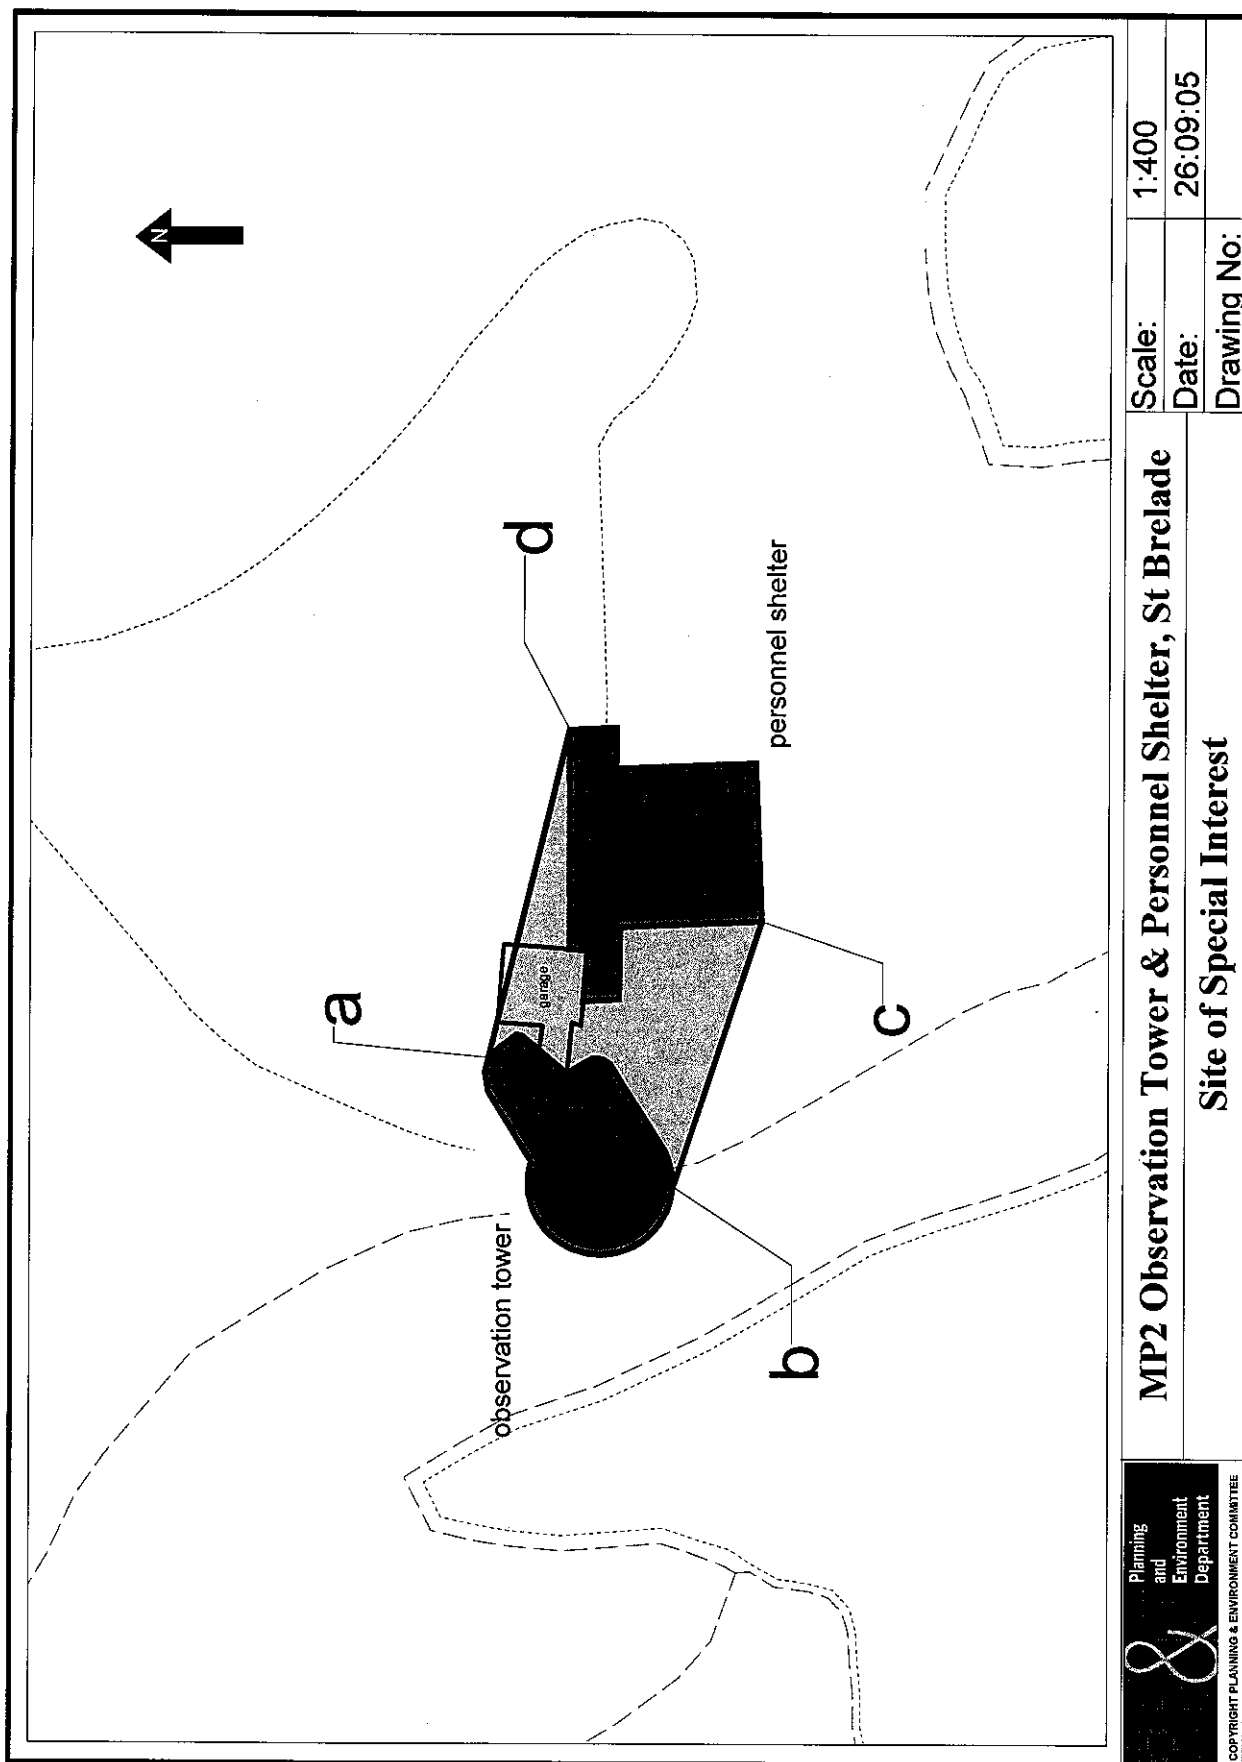 N
a
d
garage
observation tower
personnel shelter
b
c
Planning
and
Environment
Department
COPYRIGHT PLANNING & ENVIRONMENT COMMITTEE
MP2 Observation Tower & Personnel Shelter, St Brelade
Site of Special Interest
Scale: 1:400
Date: 26:09:05
Drawing No: